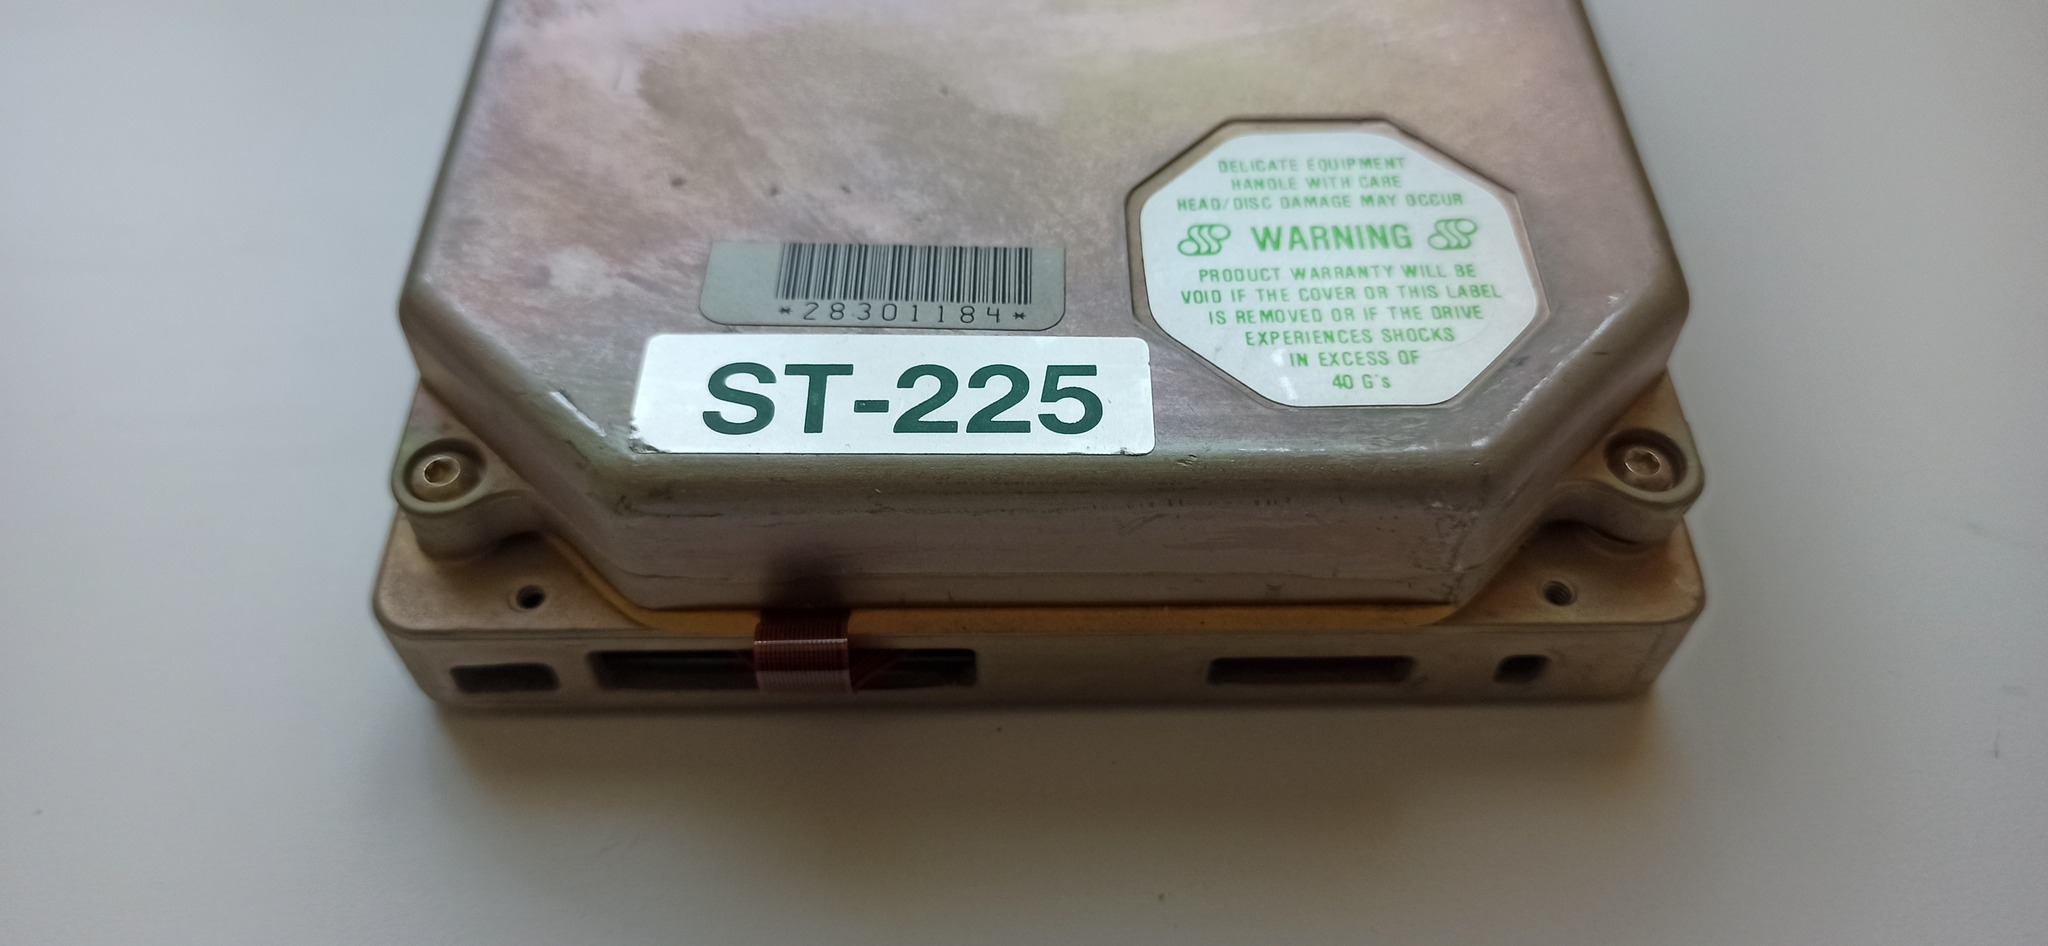 DELICATE EQUIPMENT
HANDLE WITH CARE
HEAD/DISC DAMAGE MAY OCCUR
WARNING
PRODUCT WARRANTY WILL BE
VOID IF THE COVER OR THIS LABEL
IS REMOVED OR IF THE DRIVE
EXPERIENCES SHOCKS
IN EXCESS OF
40 G's
*28301184*
ST-225